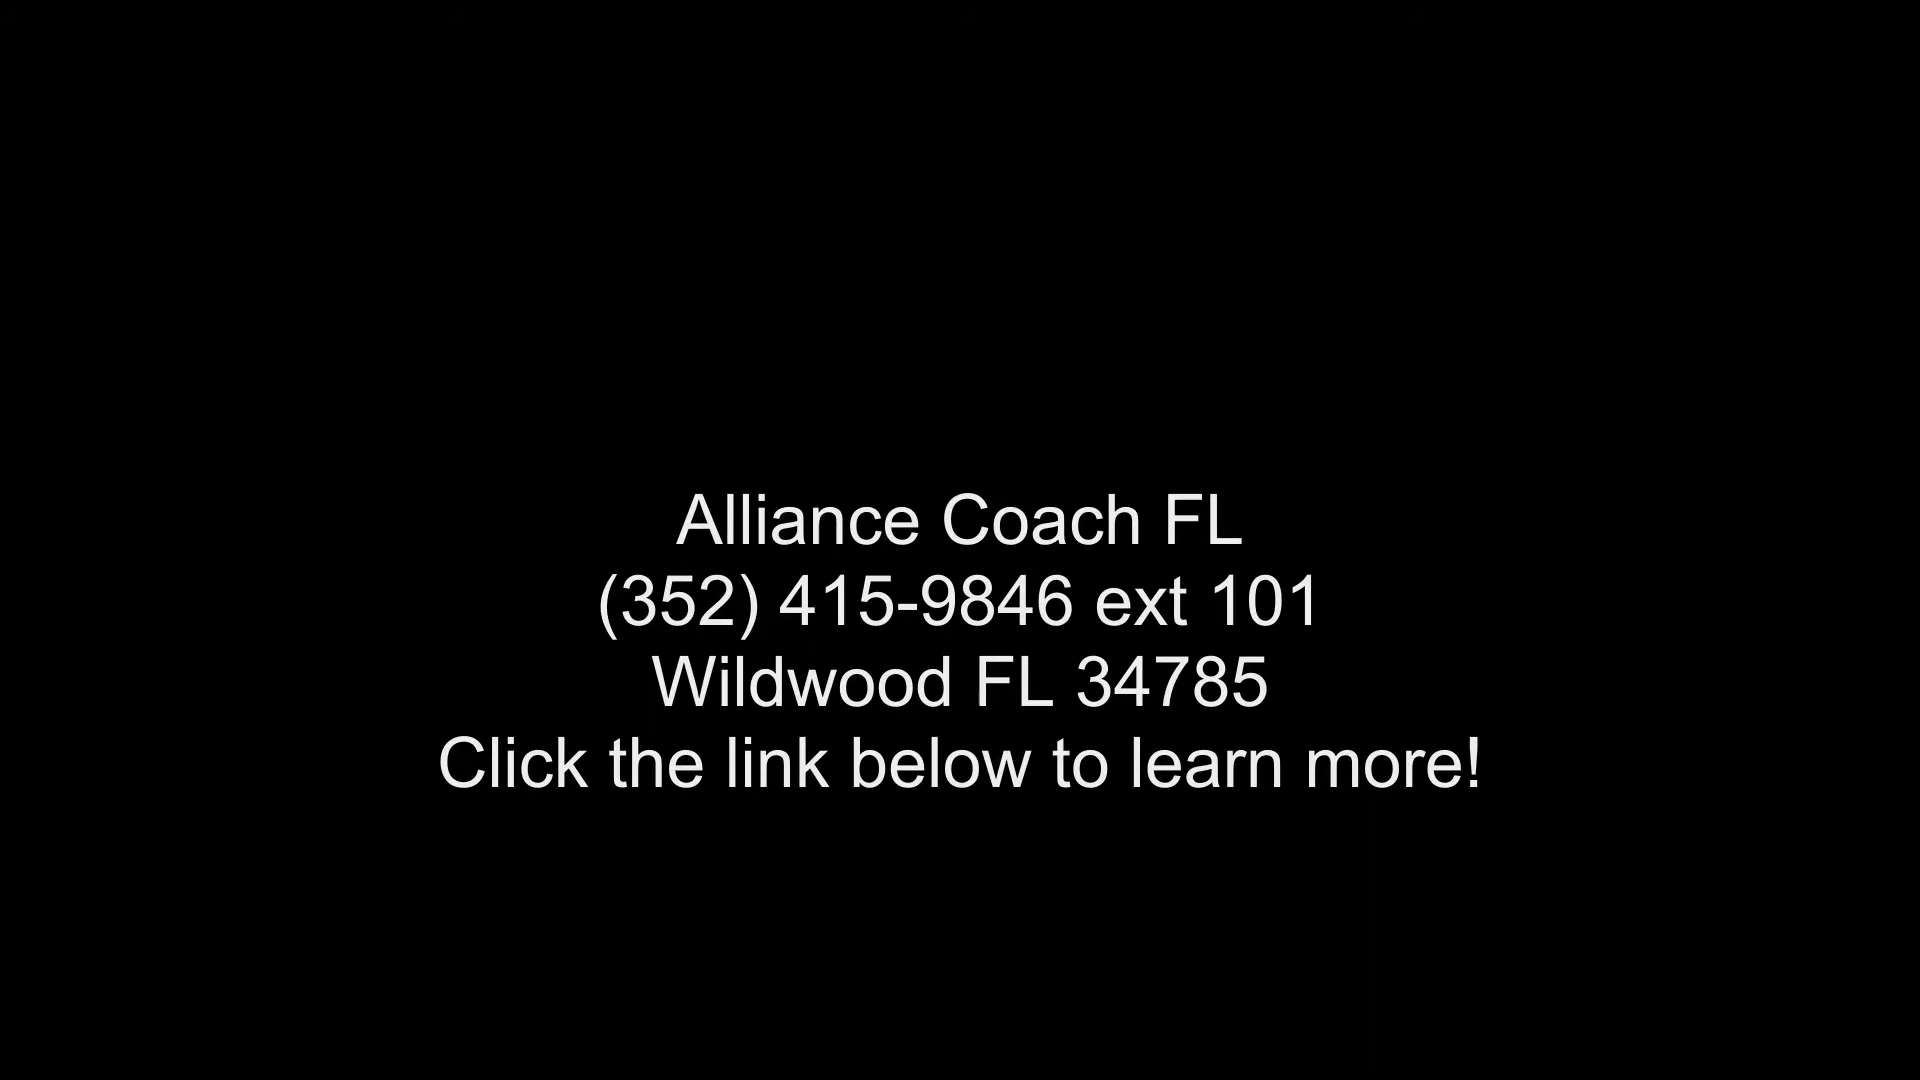 Alliance Coach FL
(352) 415-9846 ext 101
Wildwood FL 34785
Click the link below to learn more!